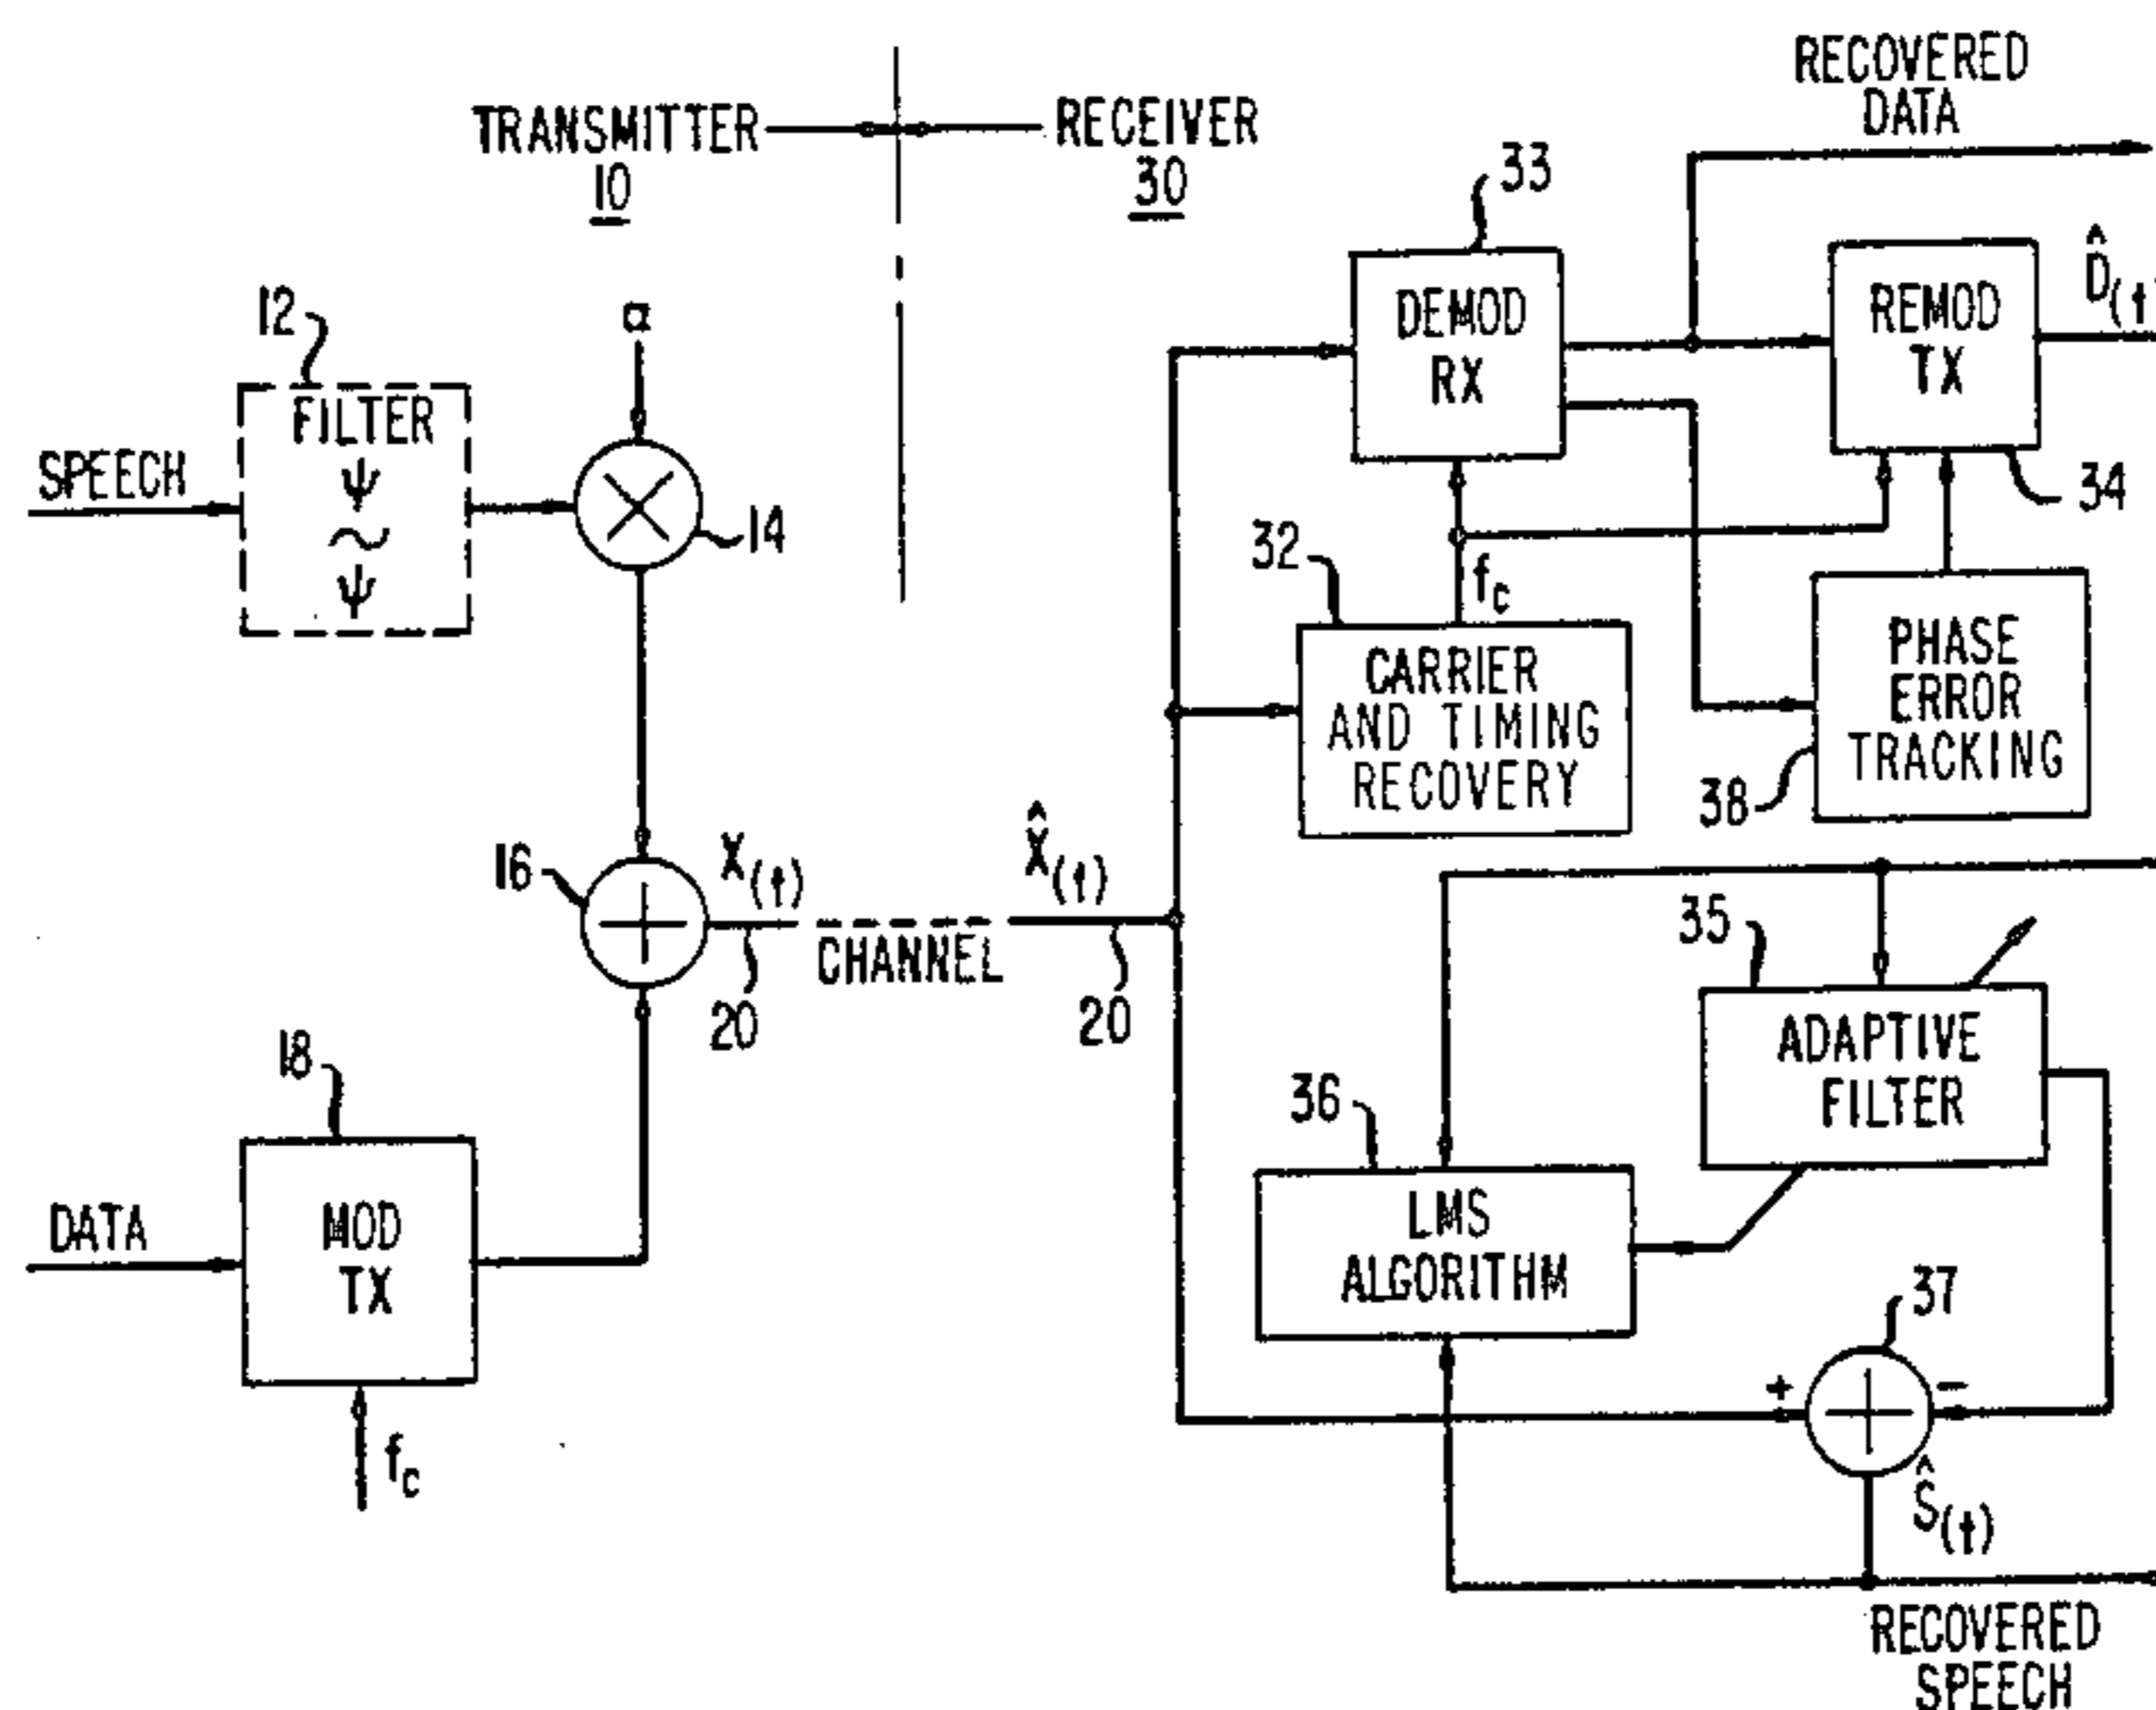 TRANSMITTER
10
RECEIVER
30
RECOVERED
DATA
33
DEMOD
RX
REMOD
TX
D̂(t)
34
12
FILTER
α
SPEECH
14
32
fc
CARRIER
AND TIMING
RECOVERY
PHASE
ERROR
TRACKING
38
16
X(t)
20
CHANNEL
X̂(t)
20
35
ADAPTIVE
FILTER
36
LMS
ALGORITHM
18
DATA
MOD
TX
fc
37
+
−
Ŝ(t)
RECOVERED
SPEECH